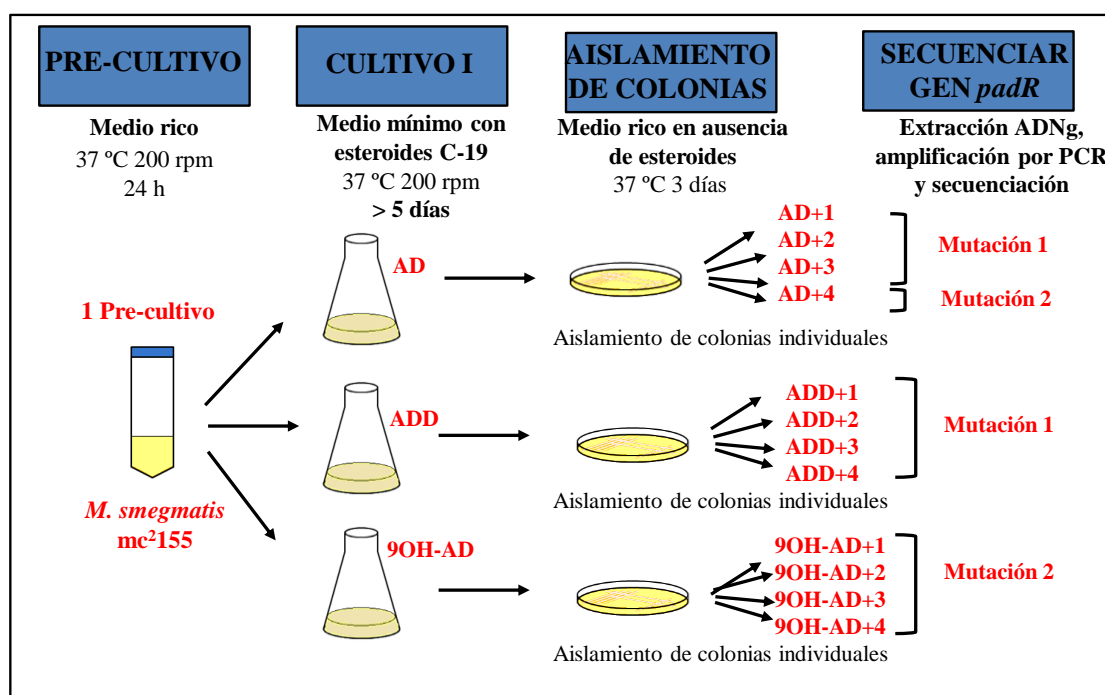 PRE-CULTIVO
Medio rico
37 ºC 200 rpm
24 h
CULTIVO I
Medio mínimo con
esteroides C-19
37 ºC 200 rpm
> 5 días
AISLAMIENTO
DE COLONIAS
Medio rico en ausencia
de esteroides
37 ºC 3 días
SECUENCIAR
GEN padR
Extracción ADNg,
amplificación por PCR
y secuenciación
1 Pre-cultivo
M. smegmatis
mc²155
AD
AD+1
AD+2
AD+3
AD+4
Mutación 1
Mutación 2
Aislamiento de colonias individuales
ADD
ADD+1
ADD+2
ADD+3
ADD+4
Mutación 1
Aislamiento de colonias individuales
9OH-AD
9OH-AD+1
9OH-AD+2
9OH-AD+3
9OH-AD+4
Mutación 2
Aislamiento de colonias individuales